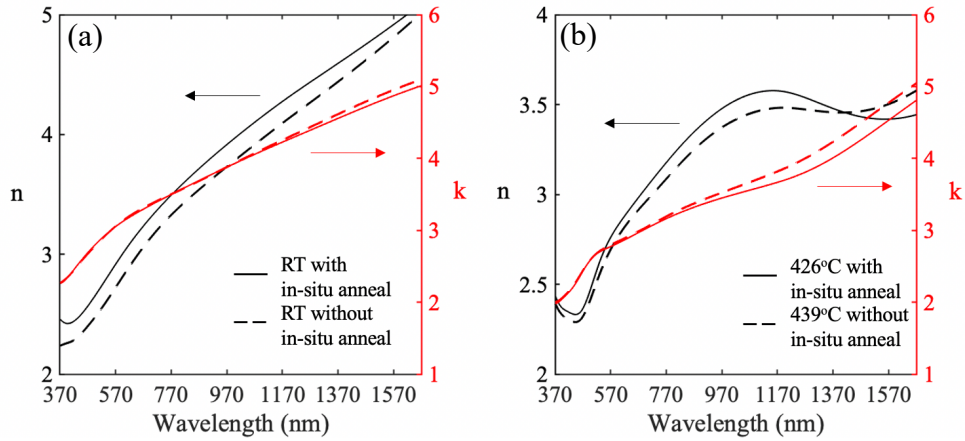 (a)
5
4
3
2
n
6
5
4
3
2
1
k
RT with
in-situ anneal
RT without
in-situ anneal
370 570 770 970 1170 1370 1570
Wavelength (nm)
(b)
4
3.5
3
2.5
2
n
6
5
4
3
2
1
k
426°C with
in-situ anneal
439°C without
in-situ anneal
370 570 770 970 1170 1370 1570
Wavelength (nm)